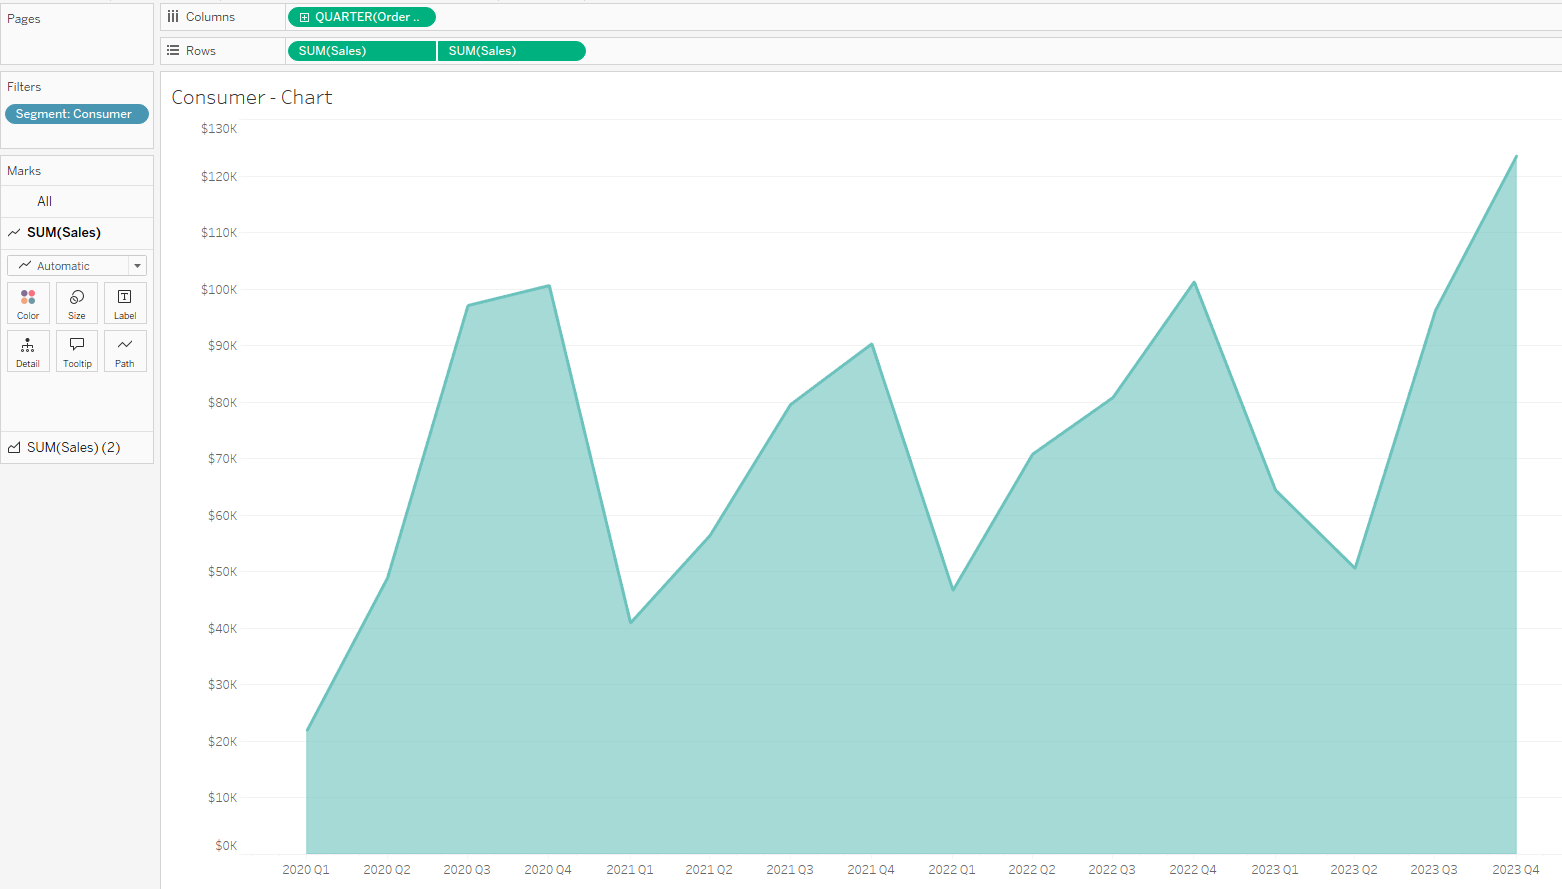 Pages
Columns
QUARTER(Order ..
Rows
SUM(Sales)
SUM(Sales)
Filters
Segment: Consumer
Marks
All
SUM(Sales)
Automatic
Color
Size
Label
Detail
Tooltip
Path
SUM(Sales) (2)
Consumer - Chart
$130K
$120K
$110K
$100K
$90K
$80K
$70K
$60K
$50K
$40K
$30K
$20K
$10K
$0K
2020 Q1 2020 Q2 2020 Q3 2020 Q4 2021 Q1 2021 Q2 2021 Q3 2021 Q4 2022 Q1 2022 Q2 2022 Q3 2022 Q4 2023 Q1 2023 Q2 2023 Q3 2023 Q4